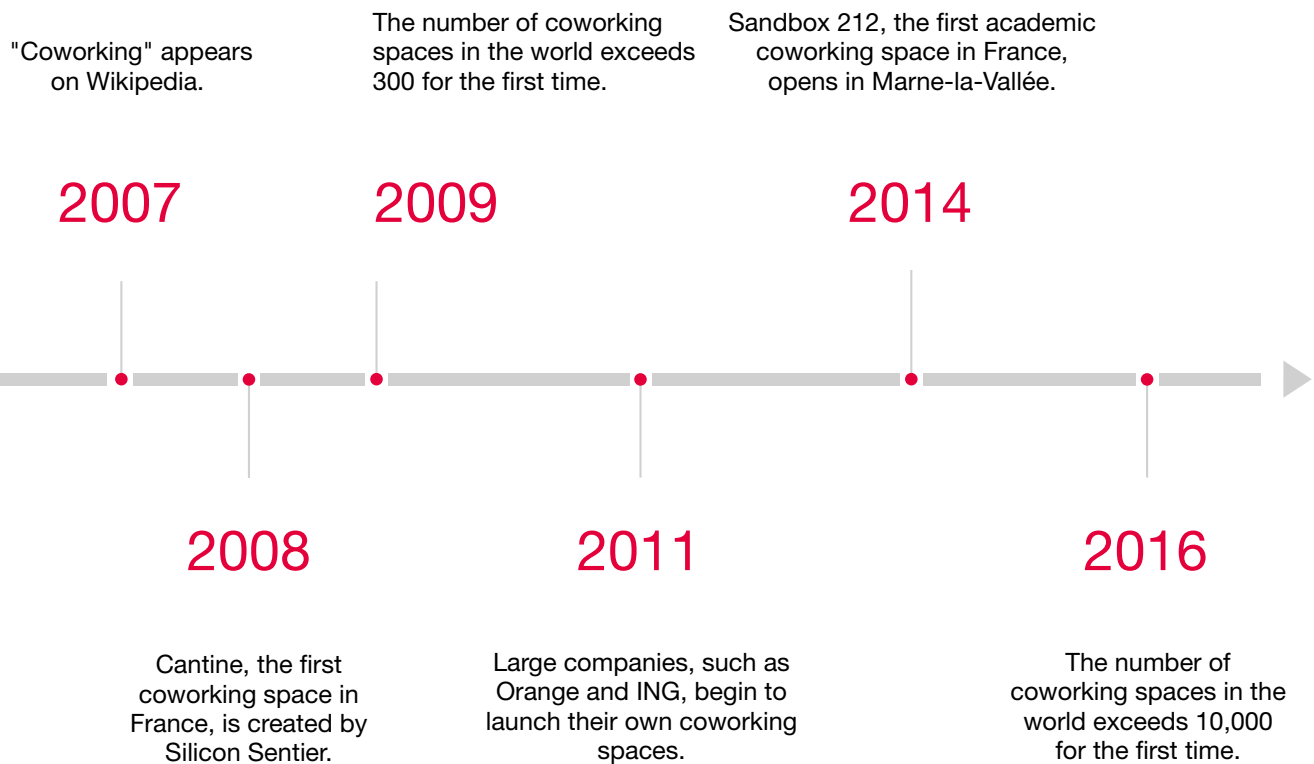 "Coworking" appears
on Wikipedia.
2007
Cantine, the first
coworking space in
France, is created by
Silicon Sentier.
2008
The number of coworking
spaces in the world exceeds
300 for the first time.
2009
Large companies, such as
Orange and ING, begin to
launch their own coworking
spaces.
2011
Sandbox 212, the first academic
coworking space in France,
opens in Marne-la-Vallée.
2014
The number of
coworking spaces in the
world exceeds 10,000
for the first time.
2016